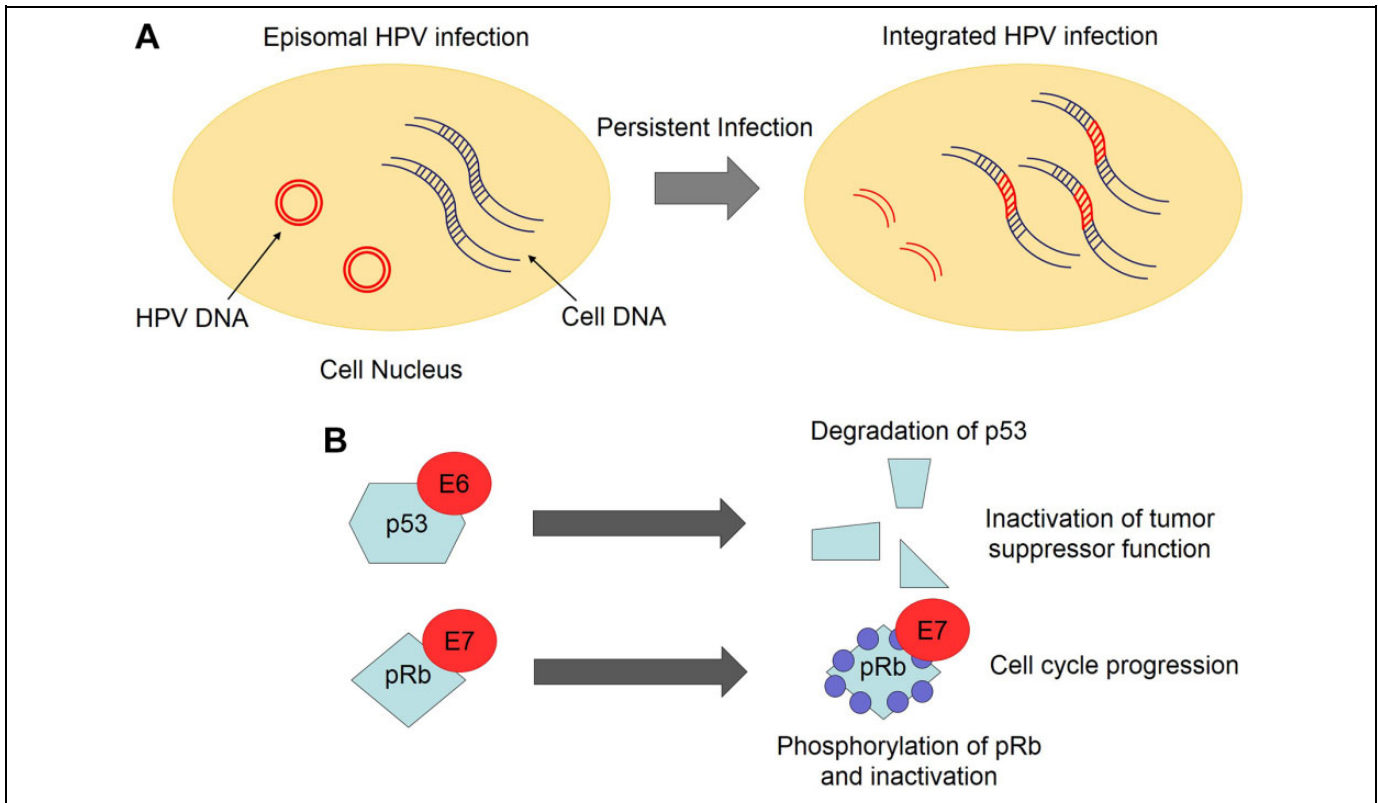 A
Episomal HPV infection
Integrated HPV infection
Persistent Infection
HPV DNA
Cell DNA
Cell Nucleus
B
Degradation of p53
E6
p53
Inactivation of tumor
suppressor function
E7
pRb
E7
pRb
Cell cycle progression
Phosphorylation of pRb
and inactivation